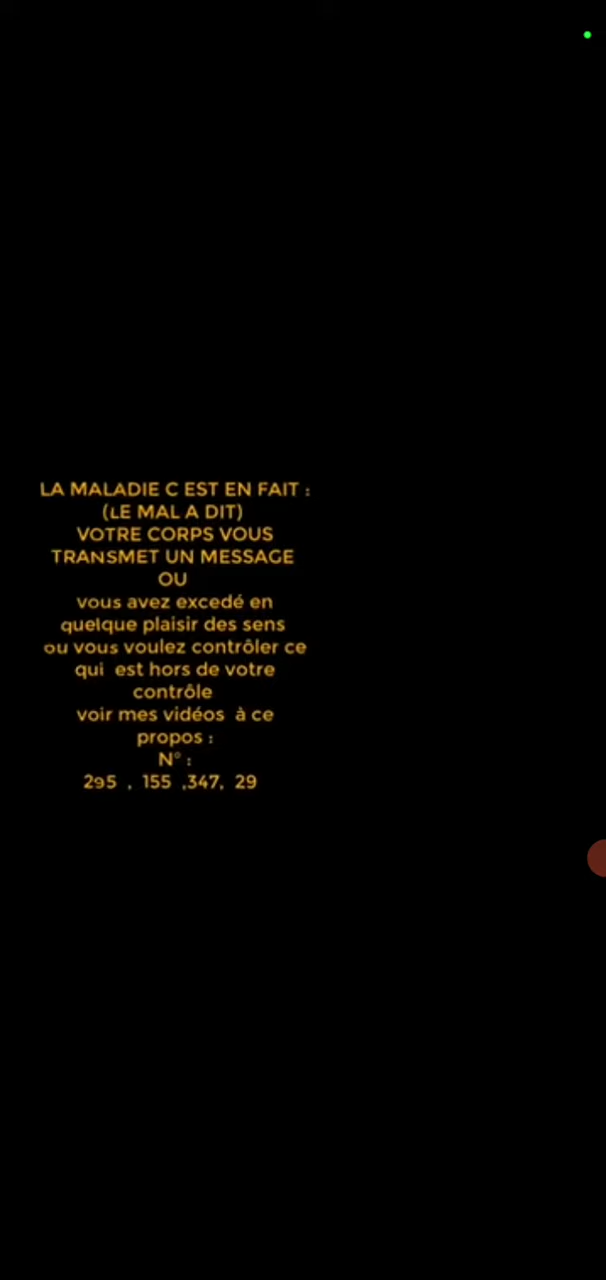 LA MALADIE C EST EN FAIT :
(LE MAL A DIT)
VOTRE CORPS VOUS
TRANSMET UN MESSAGE
OU
vous avez excedé en
quelque plaisir des sens
ou vous voulez contrôler ce
qui est hors de votre
contrôle
voir mes vidéos à ce
propos :
N° :
295 , 155 ,347, 29